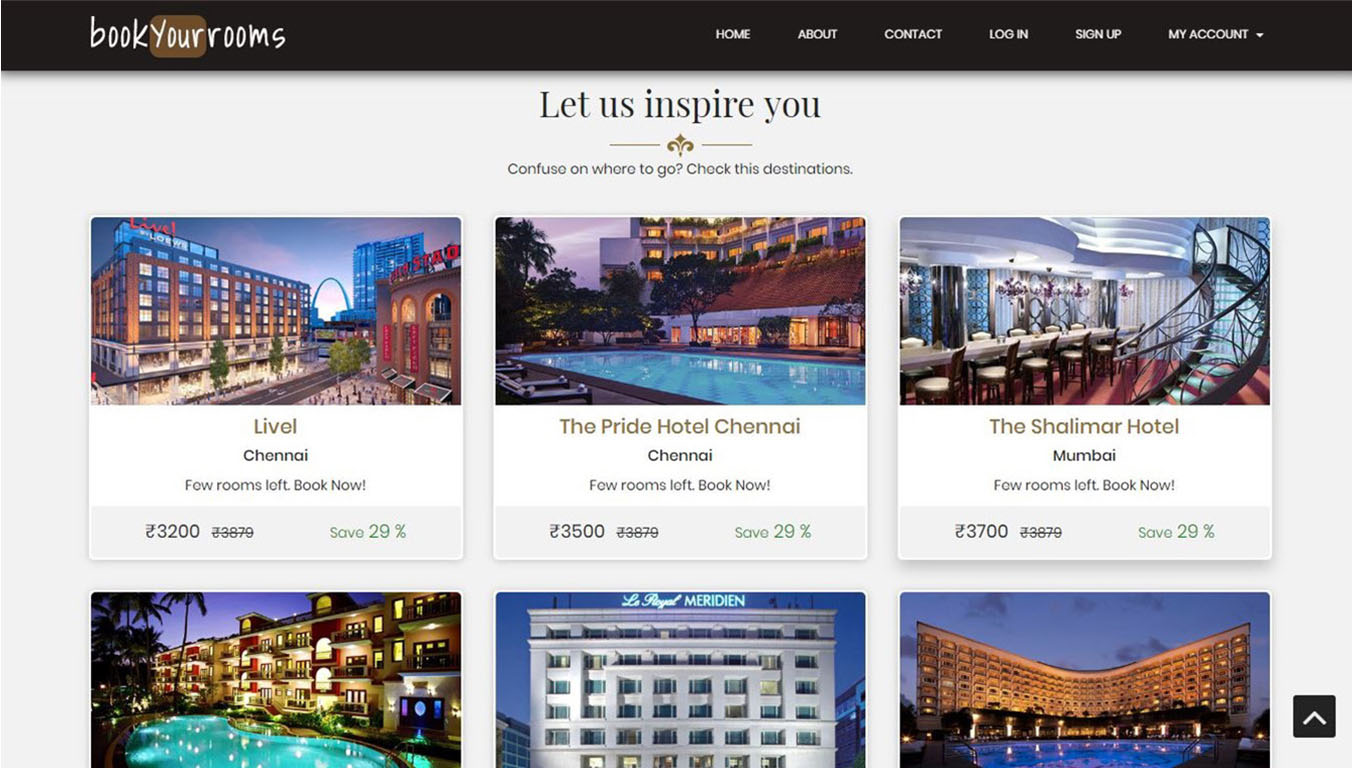 bookYourrooms
HOME ABOUT CONTACT LOG IN SIGN UP MY ACCOUNT
Let us inspire you
Confuse on where to go? Check this destinations.
Live!
BY LOEWS
Livel
Chennai
Few rooms left. Book Now!
₹3200 ₹3879 Save 29 %
The Pride Hotel Chennai
Chennai
Few rooms left. Book Now!
₹3500 ₹3879 Save 29 %
The Shalimar Hotel
Mumbai
Few rooms left. Book Now!
₹3700 ₹3879 Save 29 %
Le Royal MERIDIEN